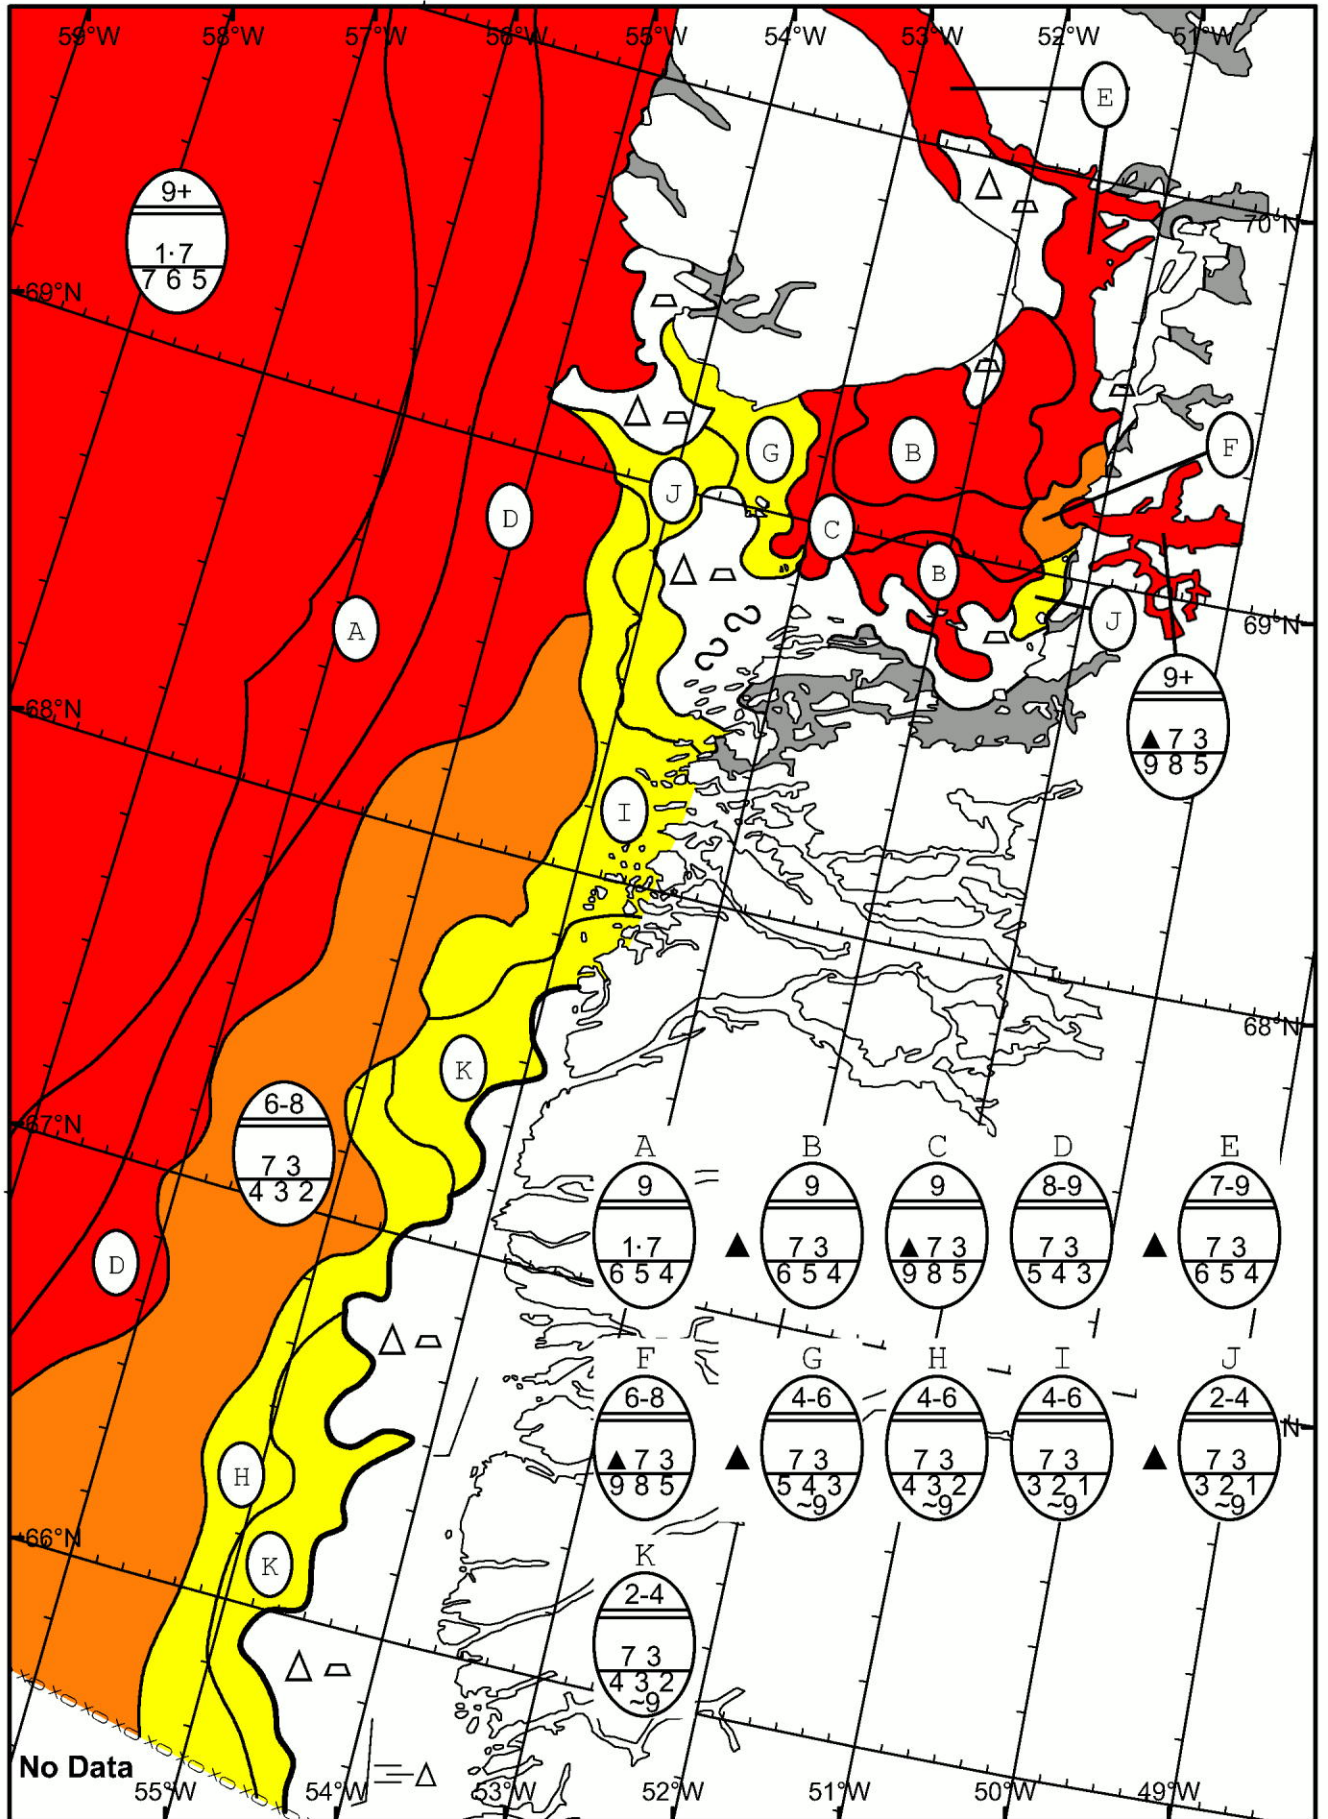 59°W 58°W 57°W 56°W 55°W 54°W 53°W 52°W 51°W
E
9+
1·7
7 6 5
70°N
69°N
G B F
J
D C
B
A J
69°N
68°N
9+
▲ 7 3
9 8 5
I
68°N
K
6-8
7 3
4 3 2
67°N
A B C D E
9 9 9 8-9 7-9
1·7 ▲ 7 3 ▲ 7 3 7 3 ▲ 7 3
6 5 4 6 5 4 9 8 5 5 4 3 6 5 4
D
F G H I J
6-8 4-6 4-6 4-6 2-4
N
▲ 7 3 ▲ 7 3 7 3 7 3 ▲ 7 3
9 8 5 5 4 3 4 3 2 3 2 1 3 2 1
~9 ~9 ~9 ~9
H
66°N
K
K
2-4
7 3
4 3 2
~9
No Data
55°W 54°W 53°W 52°W 51°W 50°W 49°W